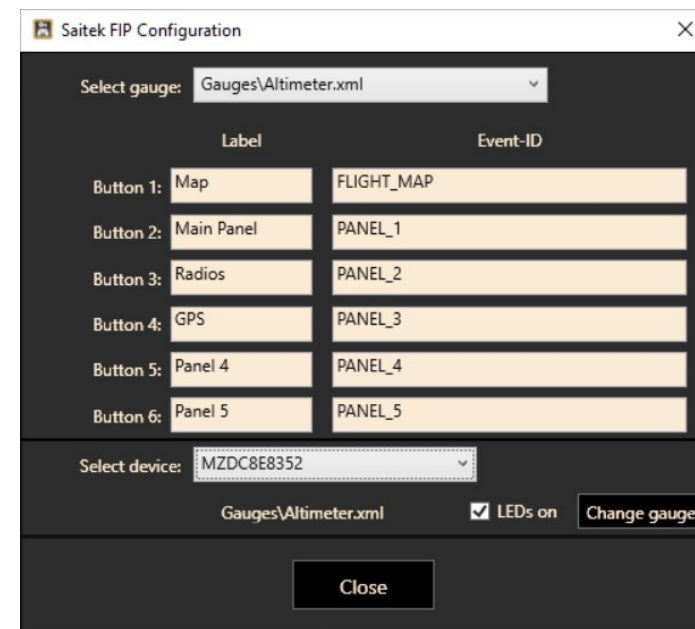 Saitek FIP Configuration
Select gauge: Gauges\Altimeter.xml
Label Event-ID
Button 1: Map FLIGHT_MAP
Button 2: Main Panel PANEL_1
Button 3: Radios PANEL_2
Button 4: GPS PANEL_3
Button 5: Panel 4 PANEL_4
Button 6: Panel 5 PANEL_5
Select device: MZDC8E8352
Gauges\Altimeter.xml LEDs on Change gauge
Close